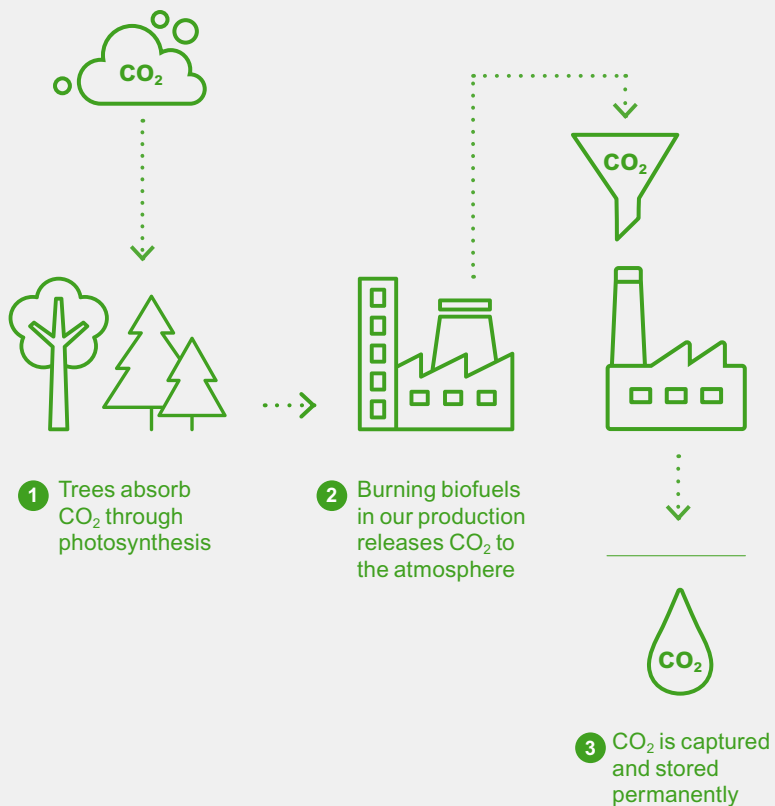 CO₂
CO₂
1 Trees absorb
CO₂ through
photosynthesis
2 Burning biofuels
in our production
releases CO₂ to
the atmosphere
CO₂
3 CO₂ is captured
and stored
permanently